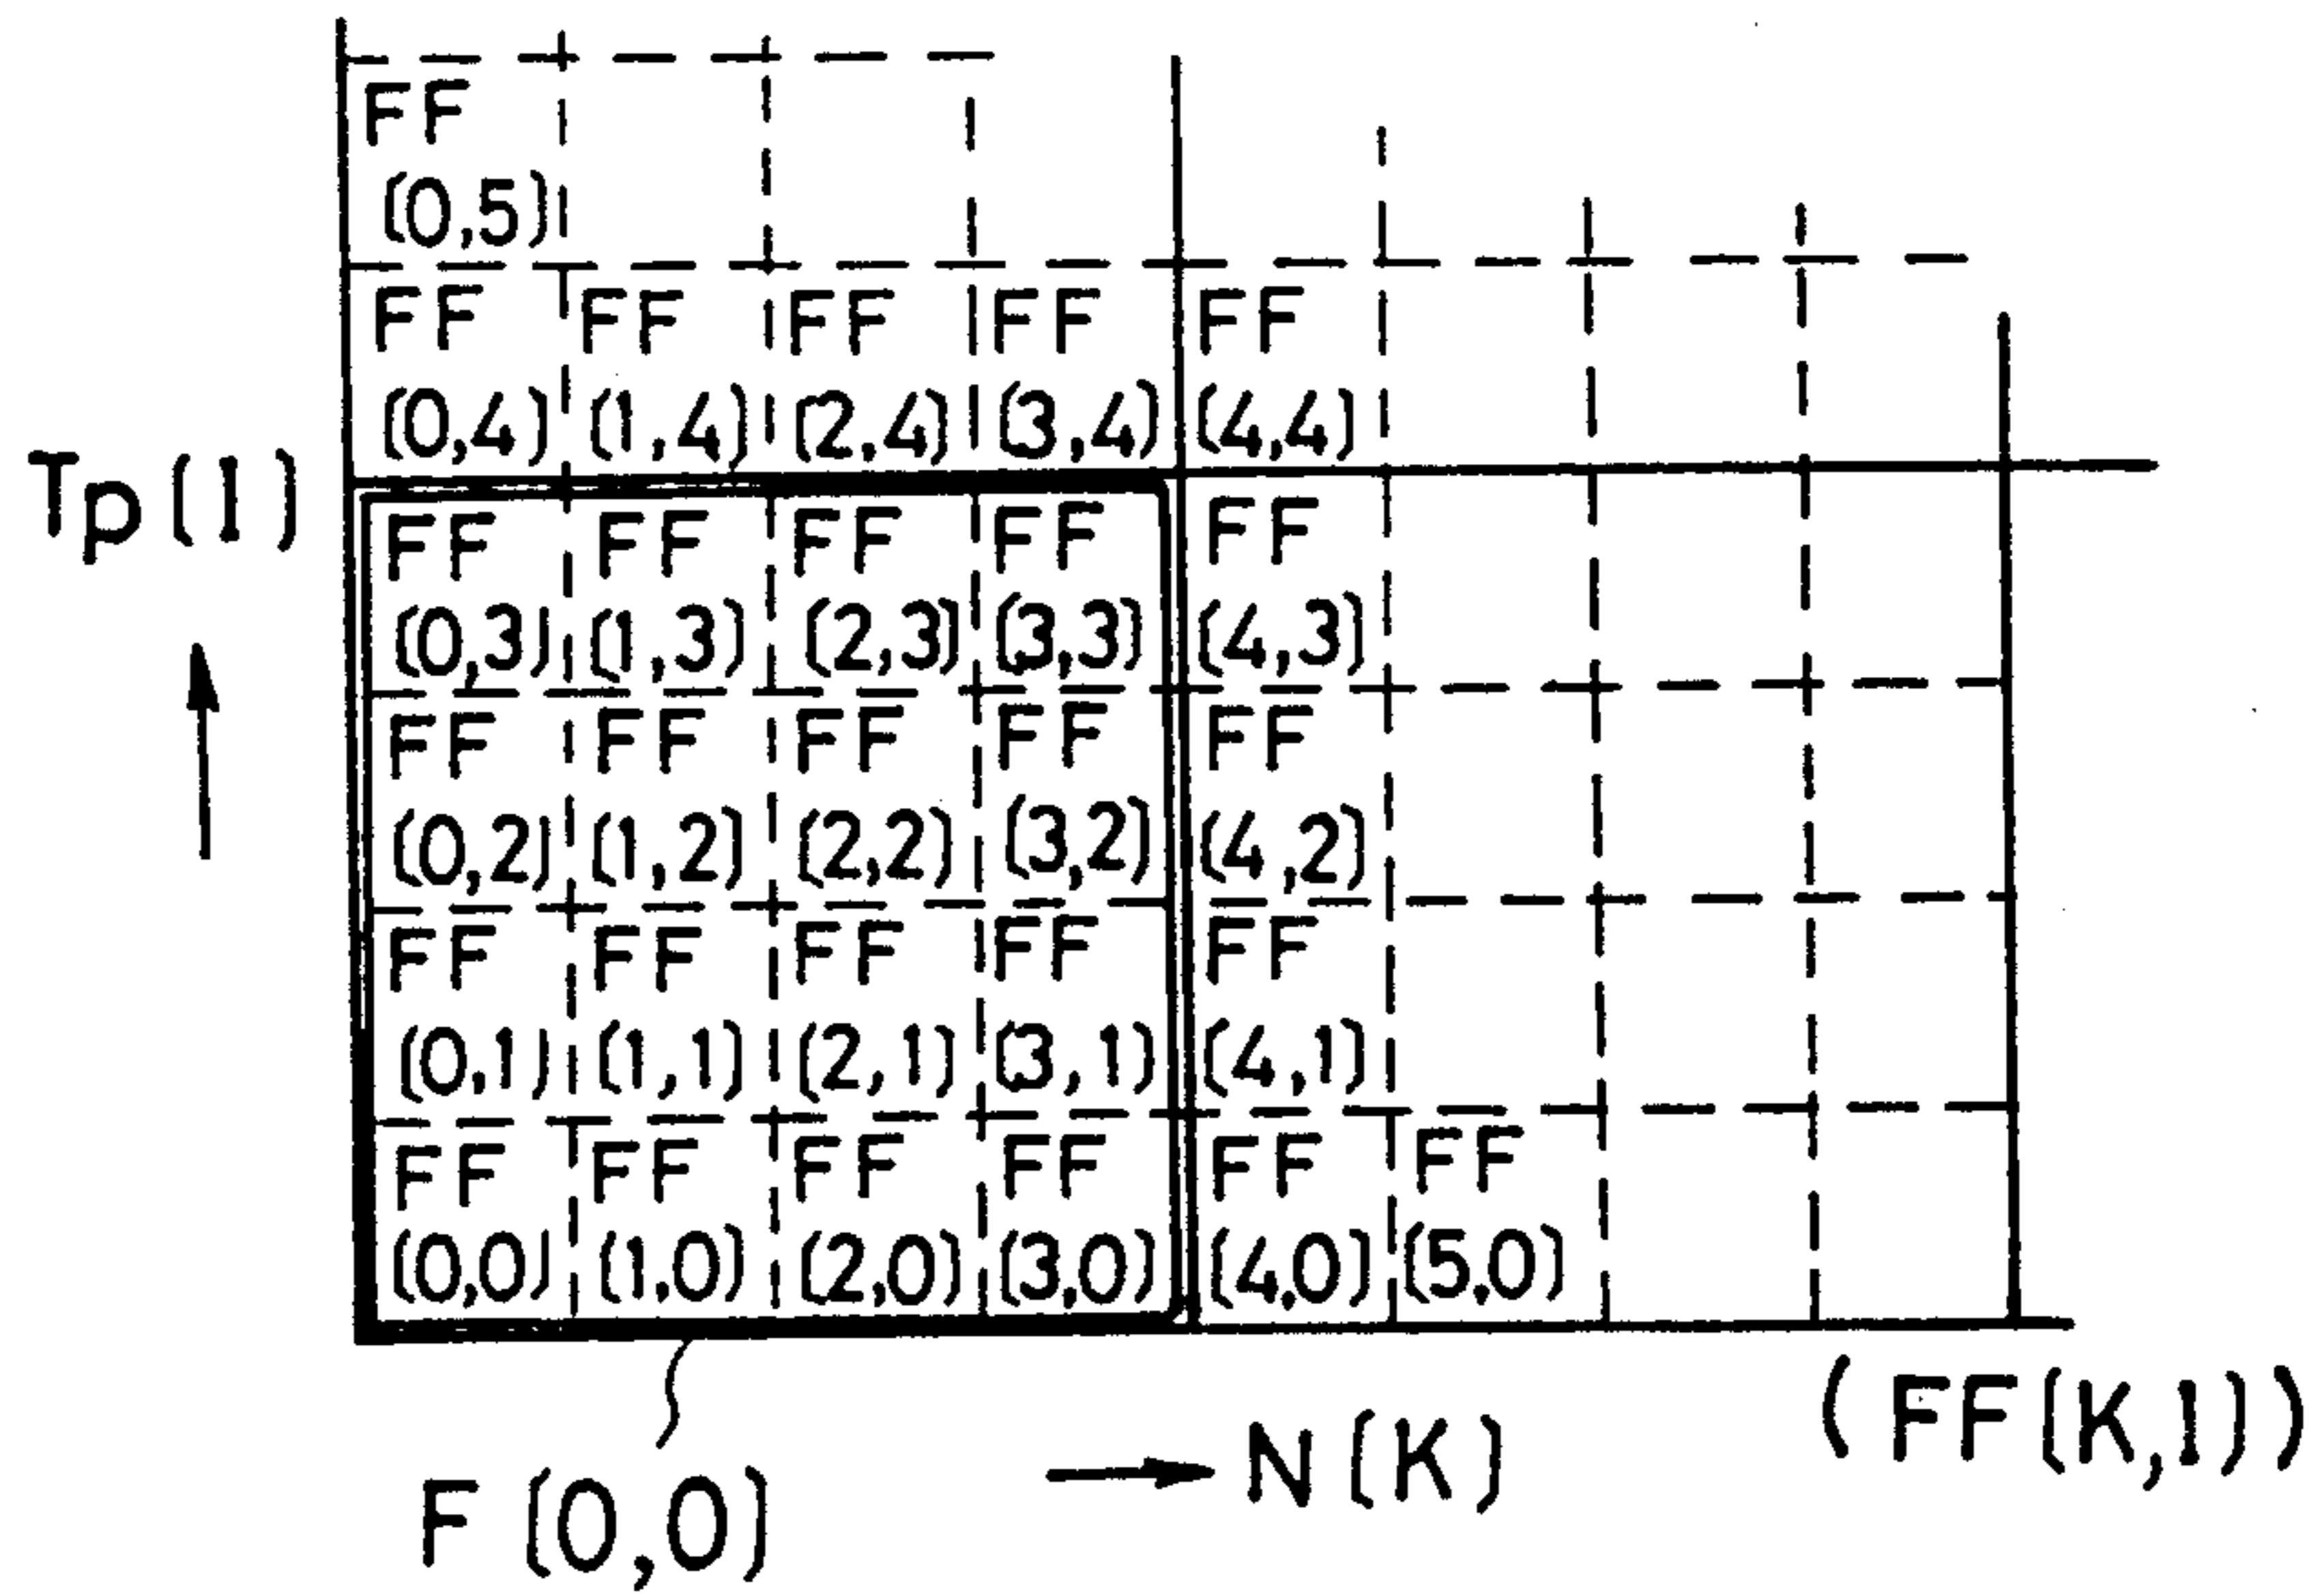 FF
(0,5)
FF FF FF FF FF
(0,4) (1,4) (2,4) (3,4) (4,4)
Tp(I)
FF FF FF FF FF
(0,3) (1,3) (2,3) (3,3) (4,3)
FF FF FF FF FF
(0,2) (1,2) (2,2) (3,2) (4,2)
FF FF FF FF FF
(0,1) (1,1) (2,1) (3,1) (4,1)
FF FF FF FF FF FF
(0,0) (1,0) (2,0) (3,0) (4,0) (5,0)
(FF(K,I))
N(K)
F(0,0)